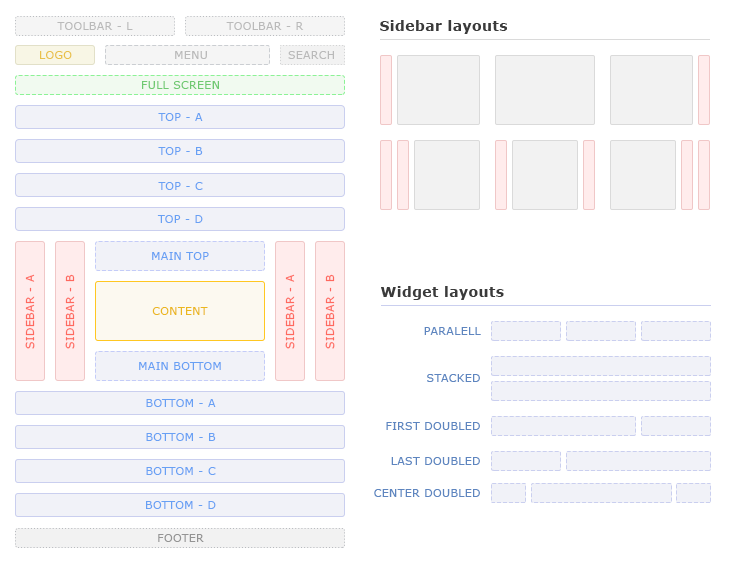 TOOLBAR - L
TOOLBAR - R
LOGO
MENU
SEARCH
FULL SCREEN
TOP - A
TOP - B
TOP - C
TOP - D
SIDEBAR - A
SIDEBAR - B
MAIN TOP
CONTENT
MAIN BOTTOM
SIDEBAR - A
SIDEBAR - B
BOTTOM - A
BOTTOM - B
BOTTOM - C
BOTTOM - D
FOOTER
Sidebar layouts
Widget layouts
PARALELL
STACKED
FIRST DOUBLED
LAST DOUBLED
CENTER DOUBLED